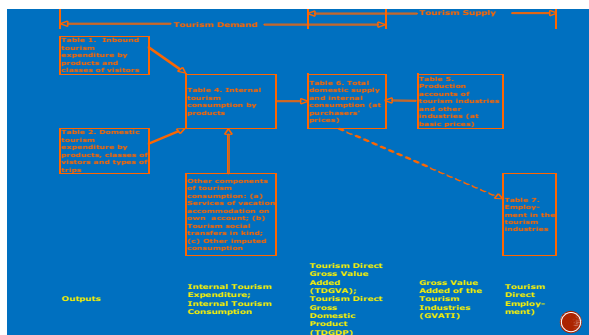 Tourism Supply
Tourism Demand
Table 1. Inbound
tourism
expenditure by
products and
classes of visitors
Table 4. Internal
tourism
consumption by
products
Table 6. Total
domestic supply
and internal
consumption (at
purchasers'
prices)
Table 5.
Production
accounts of
tourism industries
and other
industries (at
basic prices)
Table 2. Domestic
tourism
expenditure by
products, classes of
visitors and types of
trips
Other components
of tourism
consumption: (a)
Services of vacation
accommodation on
own account; (b)
Tourism social
transfers in kind;
(c) Other imputed
consumption
Table 7.
Employ-
ment in the
tourism
industries
Outputs
Internal Tourism
Expenditure;
Internal Tourism
Consumption
Tourism Direct
Gross Value
Added
(TDGVA);
Tourism Direct
Gross
Domestic
Product
(TDGDP)
Gross Value
Added of the
Tourism
Industries
(GVATI)
Tourism
Direct
Employ-
ment)